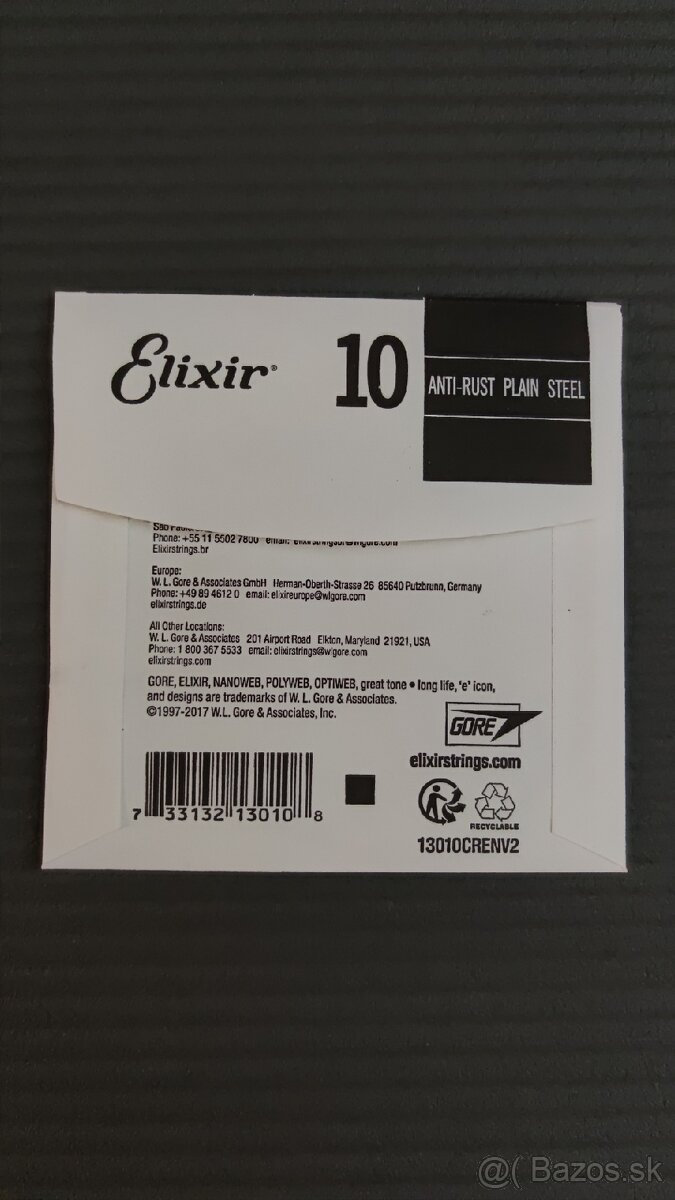 Elixir®
10
ANTI-RUST PLAIN STEEL
Phone: +55 11 5502 7800 email:
Elixirstrings.br
Europe:
W. L. Gore & Associates GmbH Herman-Oberth-Strasse 26 85640 Putzbrunn, Germany
Phone: +49 89 4612 0 email: elixireurope@wlgore.com
elixirstrings.de
All Other Locations:
W. L. Gore & Associates 201 Airport Road Elkton, Maryland 21921, USA
Phone: 1 800 367 5533 email: elixirstrings@wlgore.com
elixirstrings.com
GORE, ELIXIR, NANOWEB, POLYWEB, OPTIWEB, great tone • long life, 'e' icon,
and designs are trademarks of W. L. Gore & Associates.
©1997-2017 W.L. Gore & Associates, Inc.
GORE
elixirstrings.com
7 33132 13010 8
RECYCLABLE
13010CRENV2
@( Bazos.sk